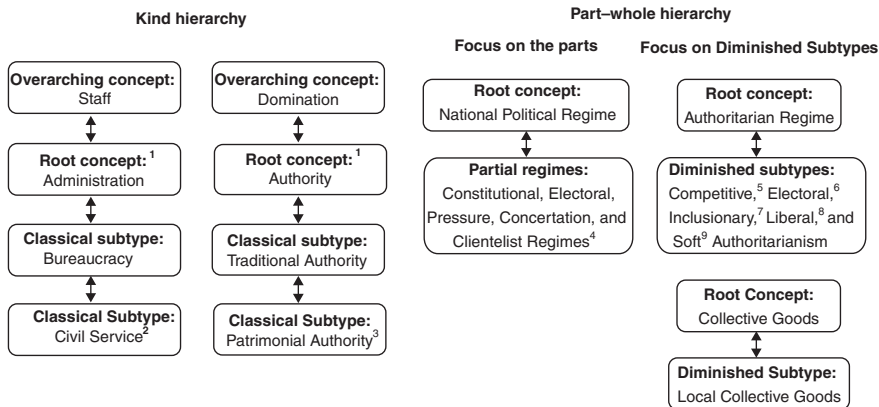 Kind hierarchy
Overarching concept:
Staff
Root concept: 1
Administration
Classical subtype:
Bureaucracy
Classical Subtype:
Civil Service2
Overarching concept:
Domination
Root concept: 1
Authority
Classical subtype:
Traditional Authority
Classical Subtype:
Patrimonial Authority3
Part–whole hierarchy
Focus on the parts
Root concept:
National Political Regime
Partial regimes:
Constitutional, Electoral,
Pressure, Concertation, and
Clientelist Regimes4
Focus on Diminished Subtypes
Root concept:
Authoritarian Regime
Diminished subtypes:
Competitive,5 Electoral,6
Inclusionary,7 Liberal,8 and
Soft9 Authoritarianism
Root Concept:
Collective Goods
Diminished Subtype:
Local Collective Goods